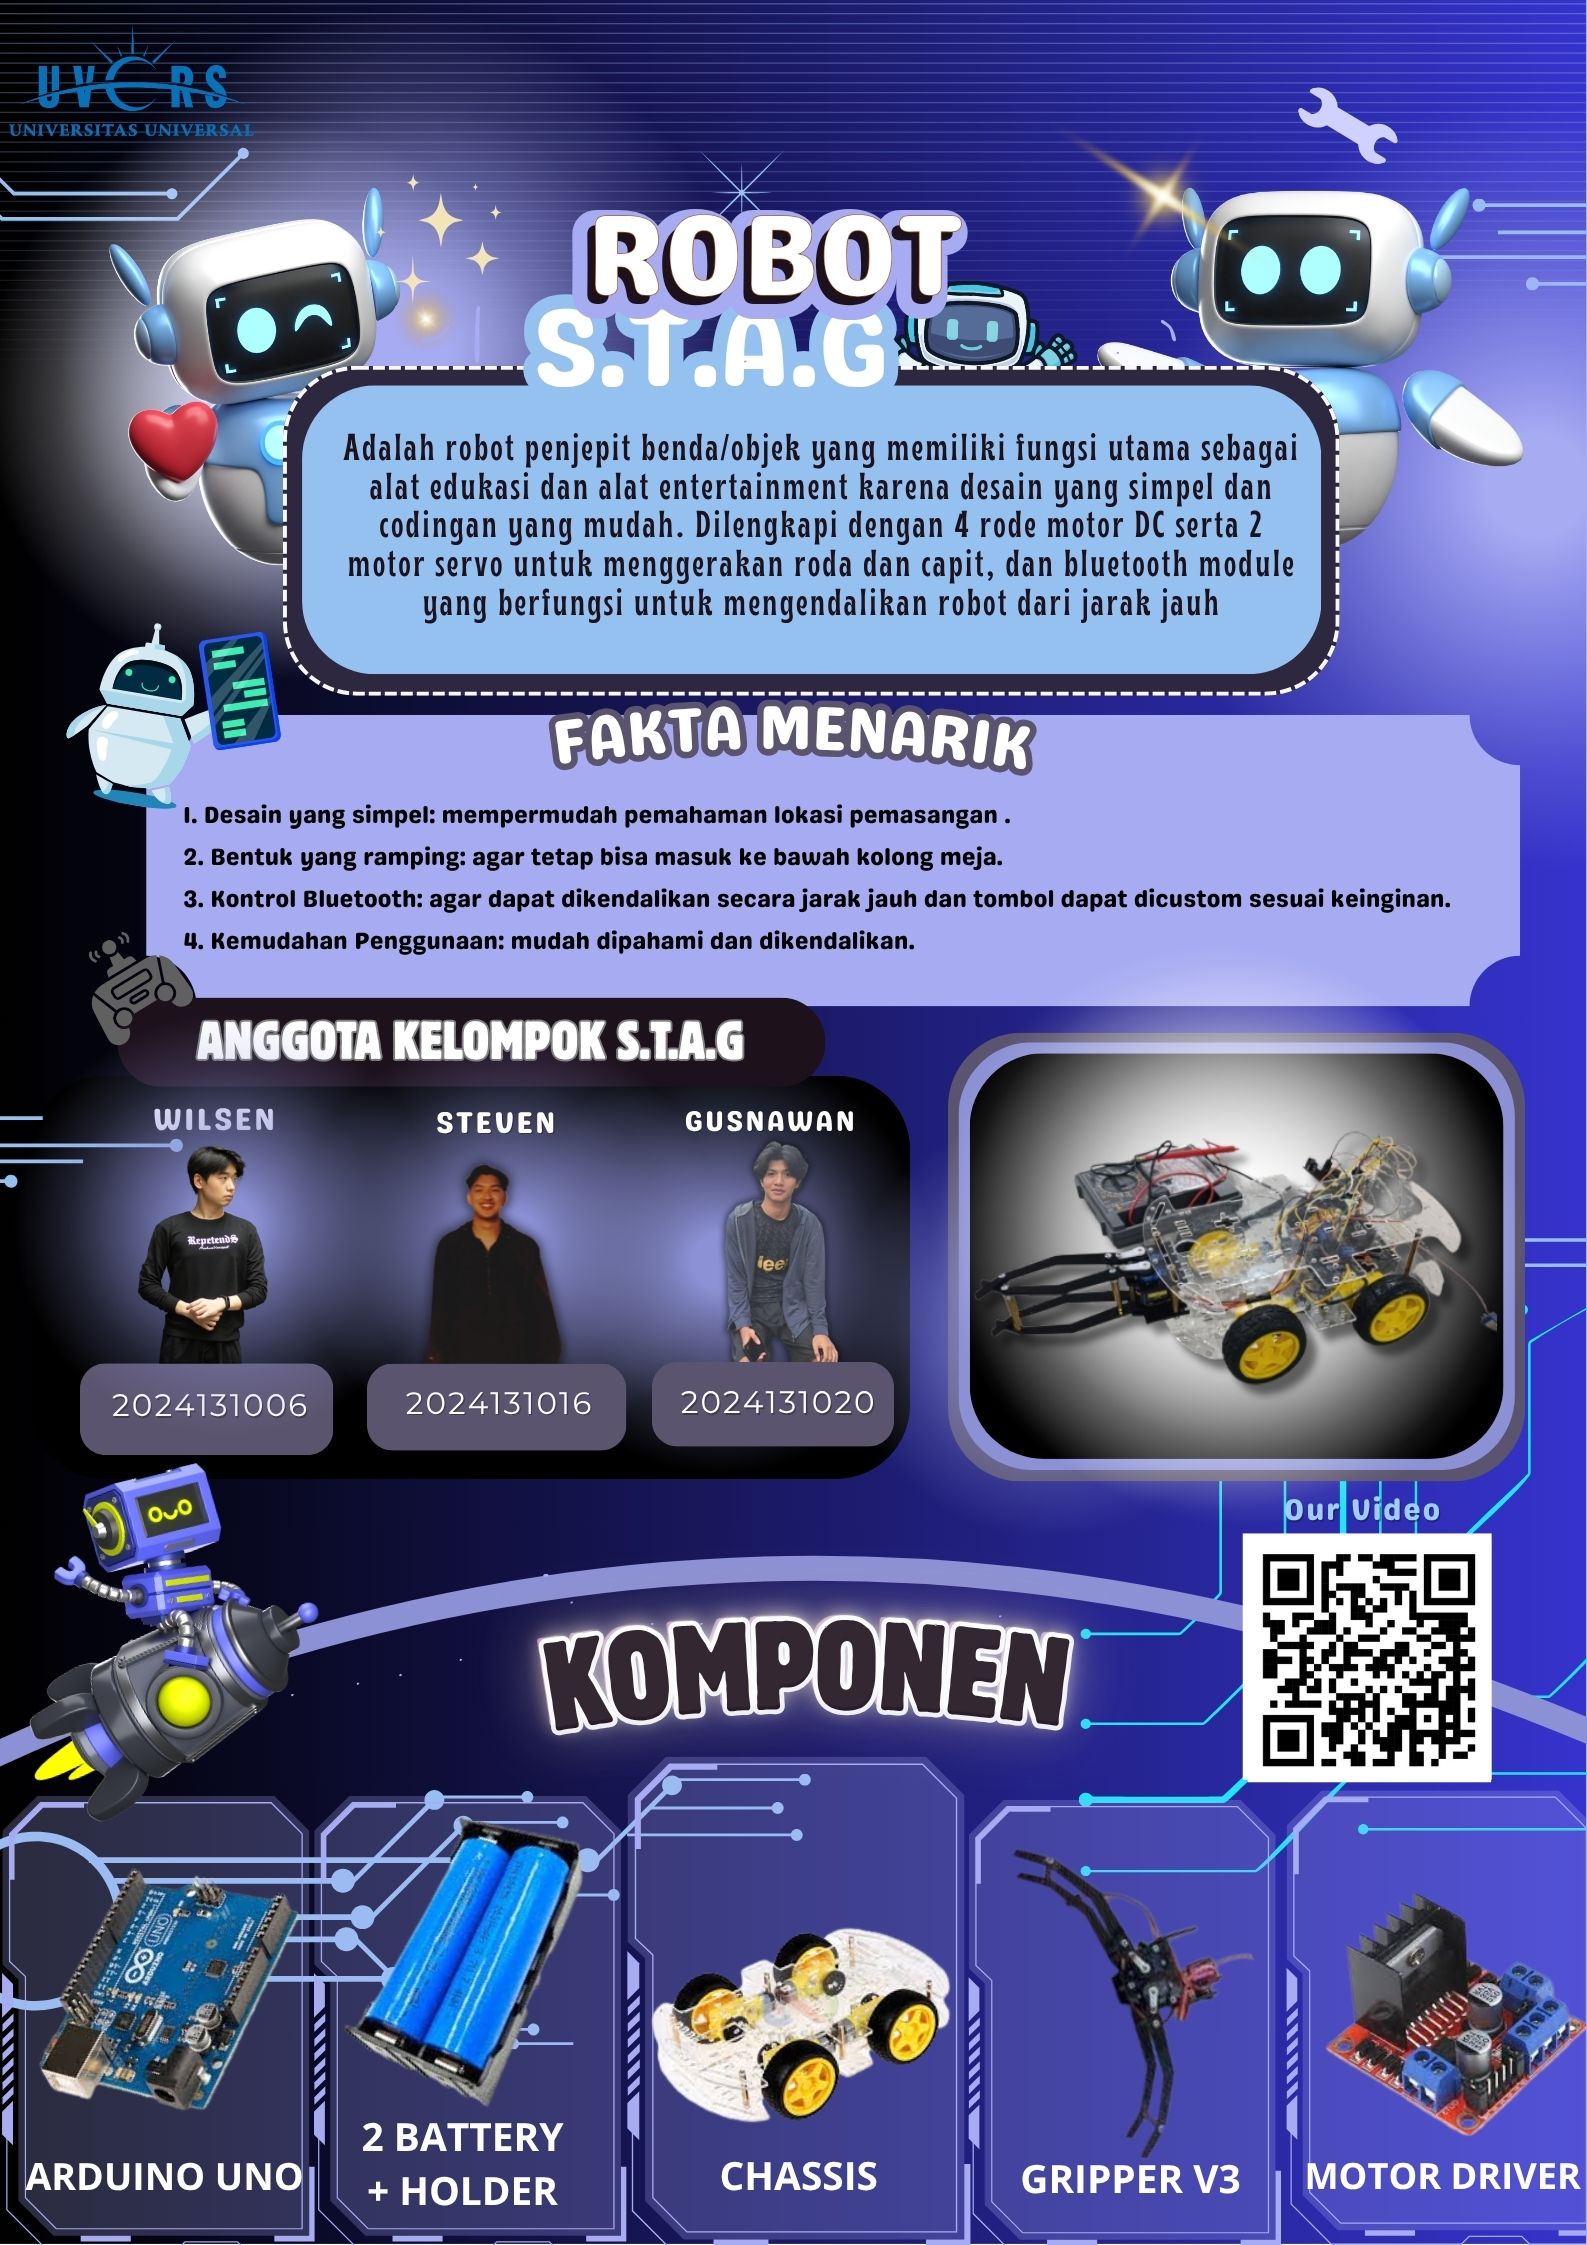 UVERS
UNIVERSITAS UNIVERSAL
ROBOT
S.T.A.G
Adalah robot penjepit benda/objek yang memiliki fungsi utama sebagai
alat edukasi dan alat entertainment karena desain yang simpel dan
codingan yang mudah. Dilengkapi dengan 4 rode motor DC serta 2
motor servo untuk menggerakan roda dan capit, dan bluetooth module
yang berfungsi untuk mengendalikan robot dari jarak jauh
FAKTA MENARIK
1. Desain yang simpel: mempermudah pemahaman lokasi pemasangan .
2. Bentuk yang ramping: agar tetap bisa masuk ke bawah kolong meja.
3. Kontrol Bluetooth: agar dapat dikendalikan secara jarak jauh dan tombol dapat dicustom sesuai keinginan.
4. Kemudahan Penggunaan: mudah dipahami dan dikendalikan.
ANGGOTA KELOMPOK S.T.A.G
WILSEN
STEVEN
GUSNAWAN
RepetendS
2024131006
2024131016
2024131020
Our Video
KOMPONEN
UNO
ARDUINO
ARDUINO UNO
2 BATTERY
+ HOLDER
CHASSIS
GRIPPER V3
MOTOR DRIVER